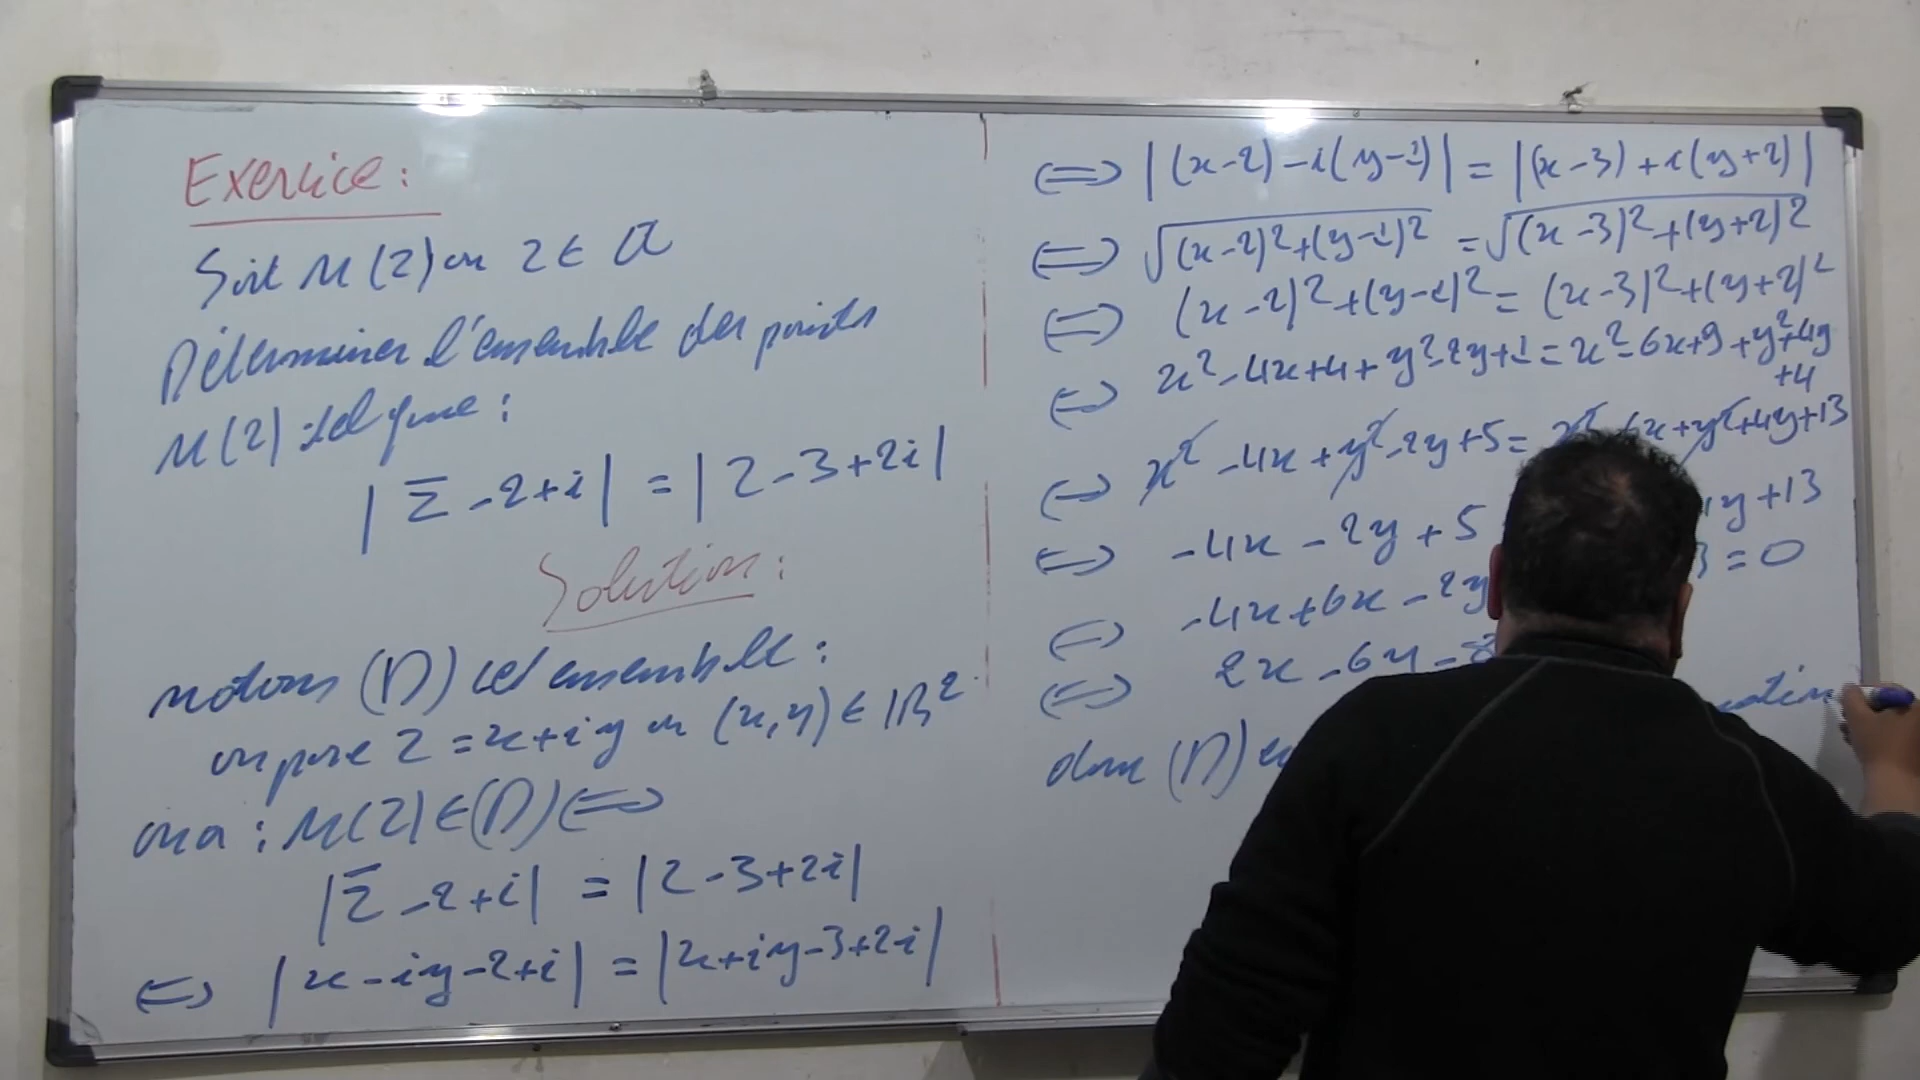 Exercice :
Soit M(z) où z ∈ ℂ
Déterminer l'ensemble des points
M(z) tel que :
|z̅ - 2 + i| = |z - 3 + 2i|
Solution :
notons (D) cet ensemble :
on pose z = x + iy où (x, y) ∈ IR²
on a : M(z) ∈ (D) ⟺
|z̅ - 2 + i| = |z - 3 + 2i|
⟺ |x - iy - 2 + i| = |x + iy - 3 + 2i|
⟺ |(x - 2) - i(y - 1)| = |(x - 3) + i(y + 2)|
⟺ √((x - 2)² + (y - 1)²) = √((x - 3)² + (y + 2)²)
⟺ (x - 2)² + (y - 1)² = (x - 3)² + (y + 2)²
⟺ x² - 4x + 4 + y² - 2y + 1 = x² - 6x + 9 + y² + 4y
+ 4
⟺ x² - 4x + y² - 2y + 5 = x² - 6x + y² + 4y + 13
⟺ -4x - 2y + 5 y + 13
⟺ -4x + 6x - 2y 3 = 0
⟺ 2x - 6y - 8
donc (D)